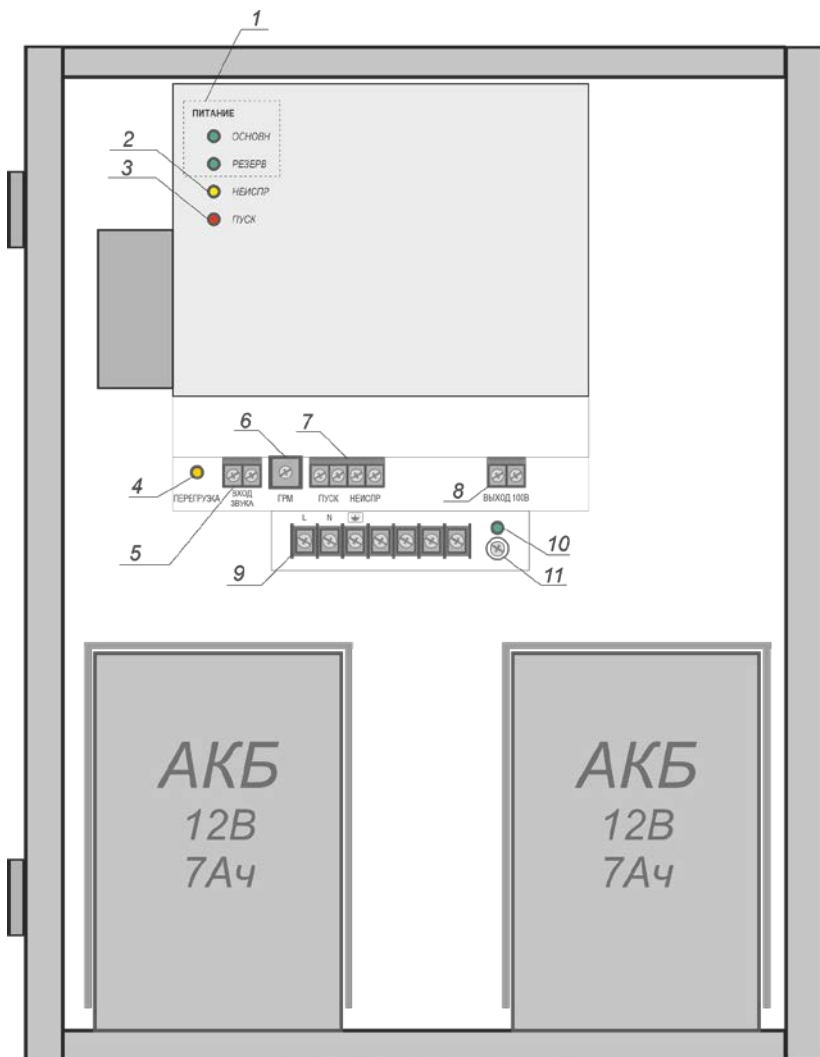 1
ПИТАНИЕ
ОСНОВН
2
РЕЗЕРВ
3
НЕИСПР
ПУСК
6
7
4
ПЕРЕГРУЗКА
ВХОД
ЗВУКА
ГРМ
ПУСК
НЕИСПР
8
ВЫХОД 100В
5
L
N
9
10
11
АКБ
12В
7Ач
АКБ
12В
7Ач